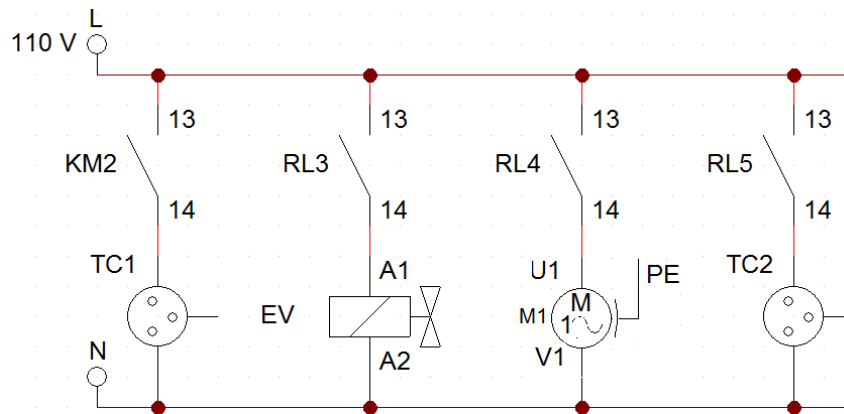 L
110 V
13 13 13 13
KM2 RL3 RL4 RL5
14 14 14 14
TC1 A1 U1 PE TC2
EV M1 M
1
N A2 V1